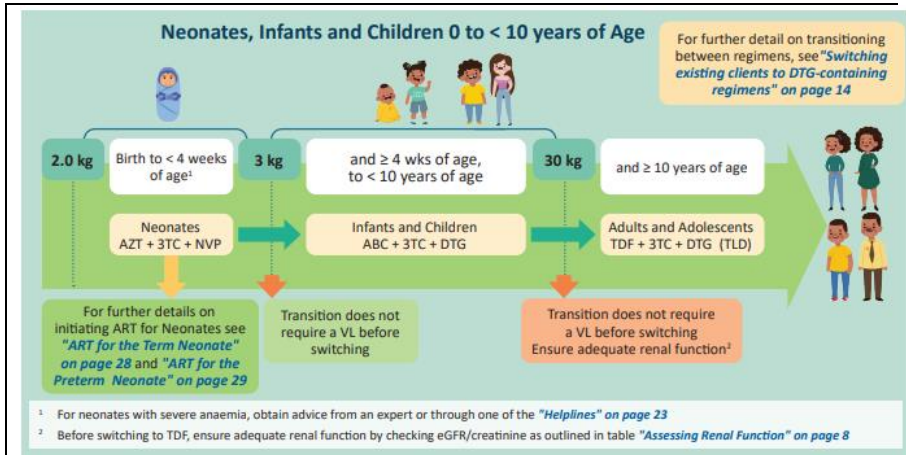 Neonates, Infants and Children 0 to < 10 years of Age
For further detail on transitioning
between regimens, see "Switching
existing clients to DTG-containing
regimens" on page 14
2.0 kg
Birth to < 4 weeks
of age¹
3 kg
and ≥ 4 wks of age,
to < 10 years of age
30 kg
and ≥ 10 years of age
Neonates
AZT + 3TC + NVP
Infants and Children
ABC + 3TC + DTG
Adults and Adolescents
TDF + 3TC + DTG (TLD)
For further details on
initiating ART for Neonates see
"ART for the Term Neonate"
on page 28 and "ART for the
Preterm Neonate" on page 29
Transition does not
require a VL before
switching
Transition does not require
a VL before switching
Ensure adequate renal function²
¹ For neonates with severe anaemia, obtain advice from an expert or through one of the "Helplines" on page 23
² Before switching to TDF, ensure adequate renal function by checking eGFR/creatinine as outlined in table "Assessing Renal Function" on page 8